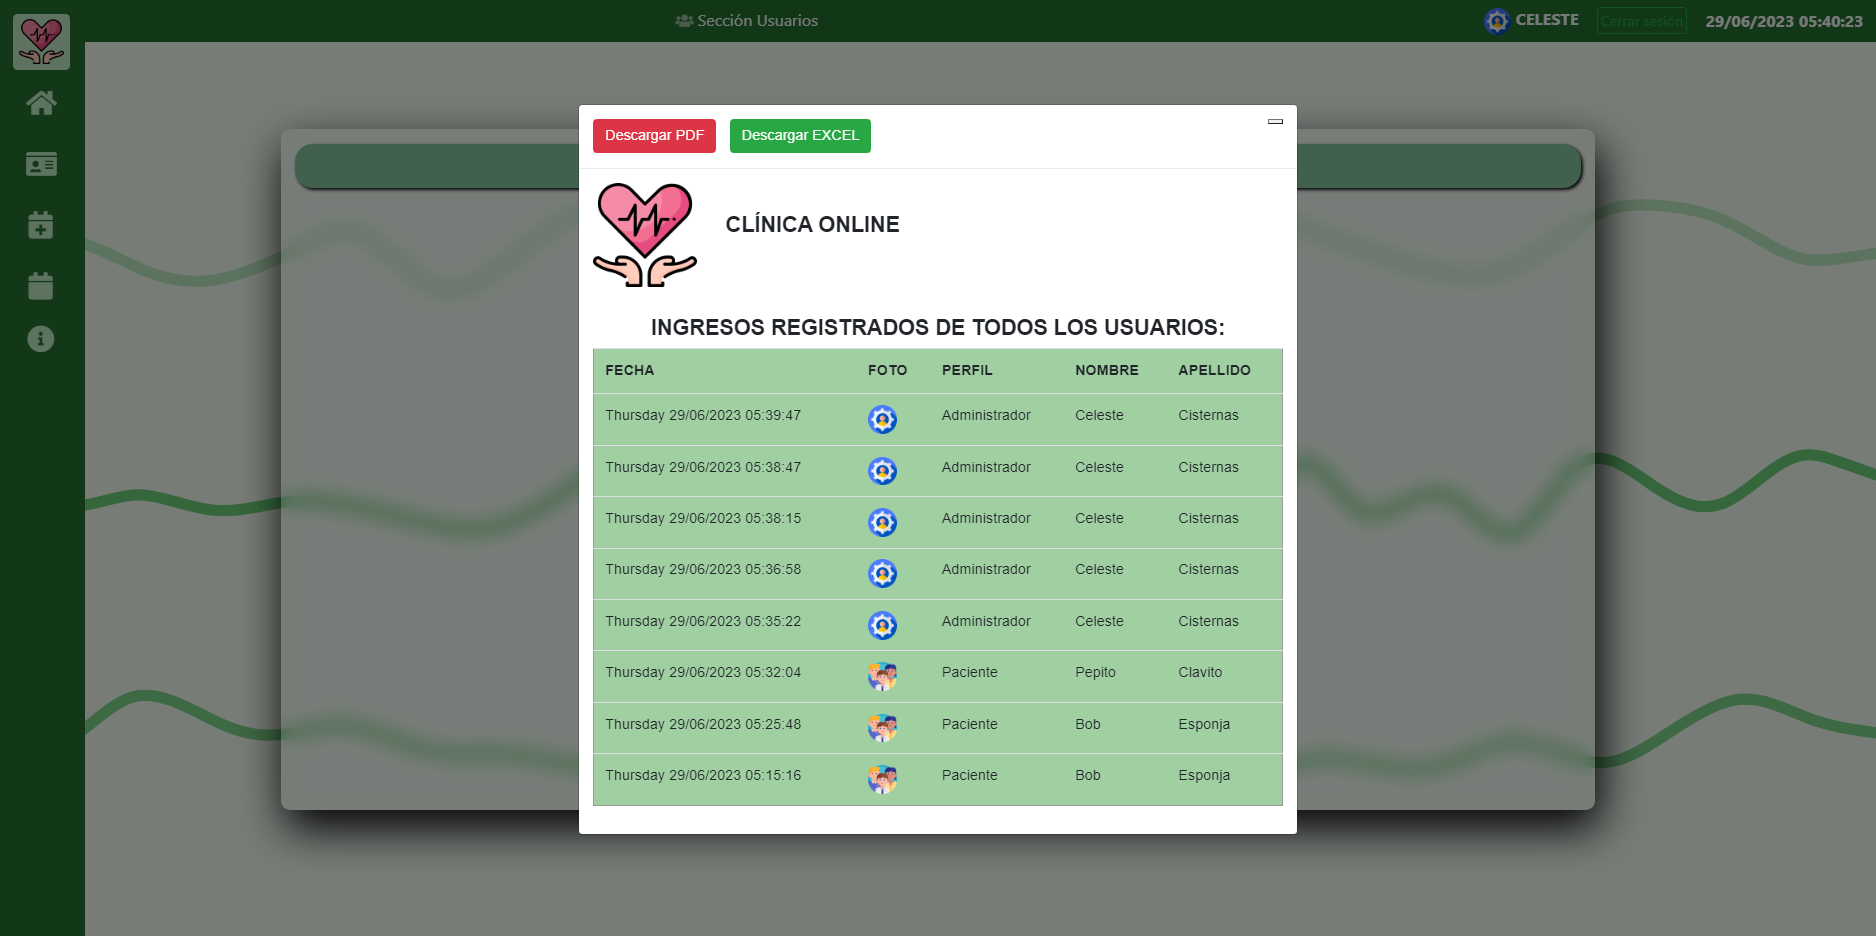 Sección Usuarios
CELESTE
Cerrar sesión
29/06/2023 05:40:23
Descargar PDF
Descargar EXCEL
CLÍNICA ONLINE
INGRESOS REGISTRADOS DE TODOS LOS USUARIOS:
FECHA FOTO PERFIL NOMBRE APELLIDO
Thursday 29/06/2023 05:39:47 Administrador Celeste Cisternas
Thursday 29/06/2023 05:38:47 Administrador Celeste Cisternas
Thursday 29/06/2023 05:38:15 Administrador Celeste Cisternas
Thursday 29/06/2023 05:36:58 Administrador Celeste Cisternas
Thursday 29/06/2023 05:35:22 Administrador Celeste Cisternas
Thursday 29/06/2023 05:32:04 Paciente Pepito Clavito
Thursday 29/06/2023 05:25:48 Paciente Bob Esponja
Thursday 29/06/2023 05:15:16 Paciente Bob Esponja